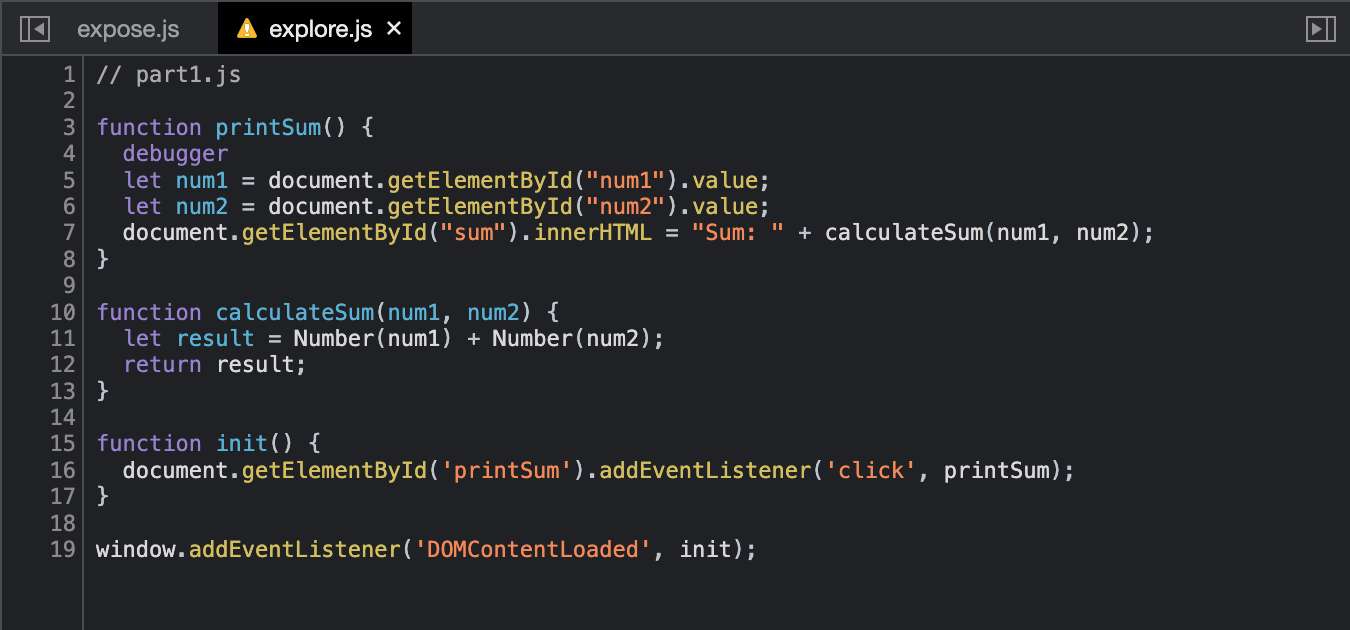 expose.js explore.js ×
1 // part1.js
2
3 function printSum() {
4   debugger
5   let num1 = document.getElementById("num1").value;
6   let num2 = document.getElementById("num2").value;
7   document.getElementById("sum").innerHTML = "Sum: " + calculateSum(num1, num2);
8 }
9
10 function calculateSum(num1, num2) {
11   let result = Number(num1) + Number(num2);
12   return result;
13 }
14
15 function init() {
16   document.getElementById('printSum').addEventListener('click', printSum);
17 }
18
19 window.addEventListener('DOMContentLoaded', init);